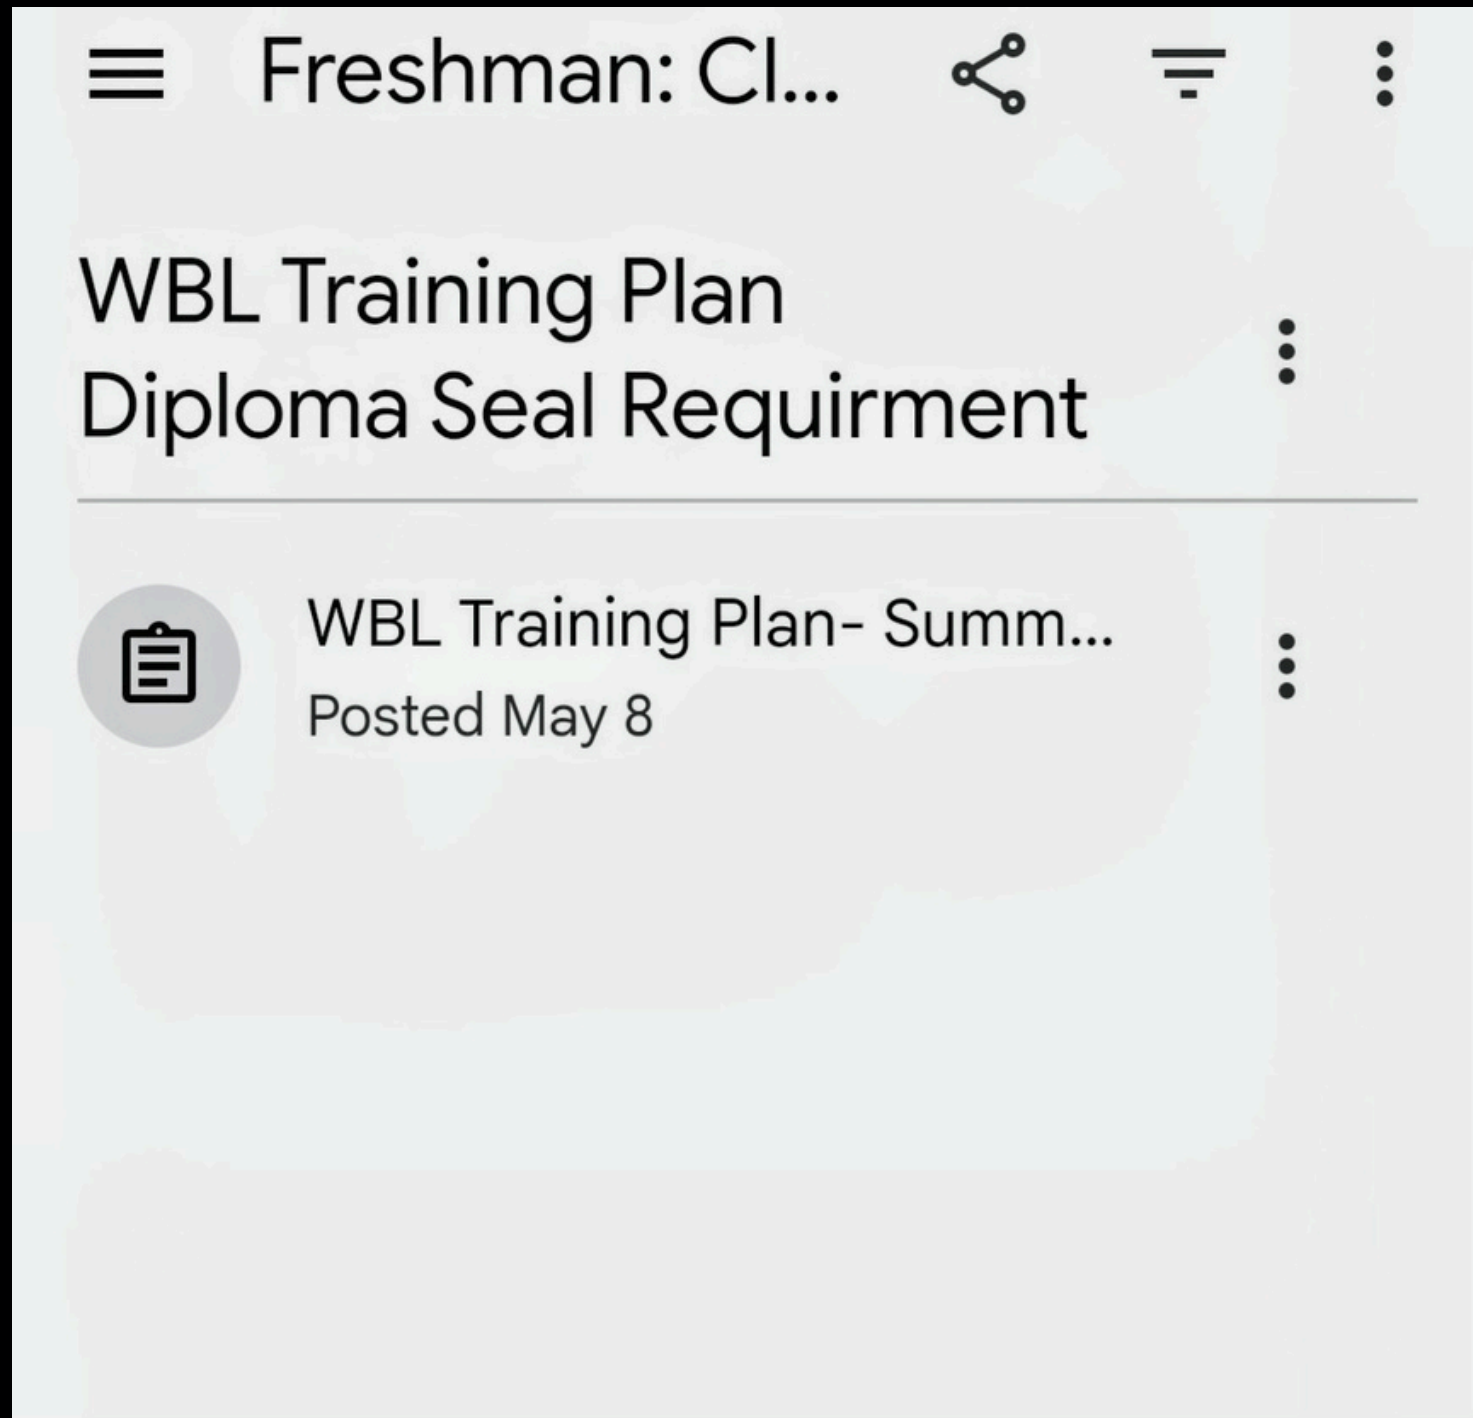 Freshman: Cl...
WBL Training Plan
Diploma Seal Requirment
WBL Training Plan- Summ...
Posted May 8